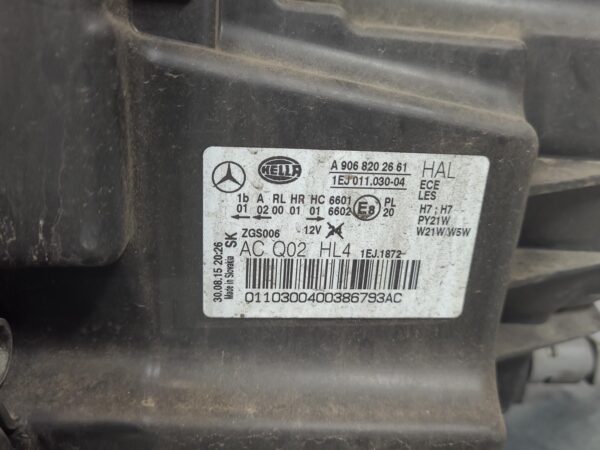 HELLA
A 906 820 26 61
1EJ 011.030-04
HAL
ECE
LES
1b A RL HR HC 6601 E8 PL
01 02 00 01 01 6602 20
H7 ; H7
PY21W
W21W W5W
ZGS006 12V
AC Q02 HL4 1EJ.1872
0110300400386793AC
30.08.15 20:26
Made in Slovakia
SK